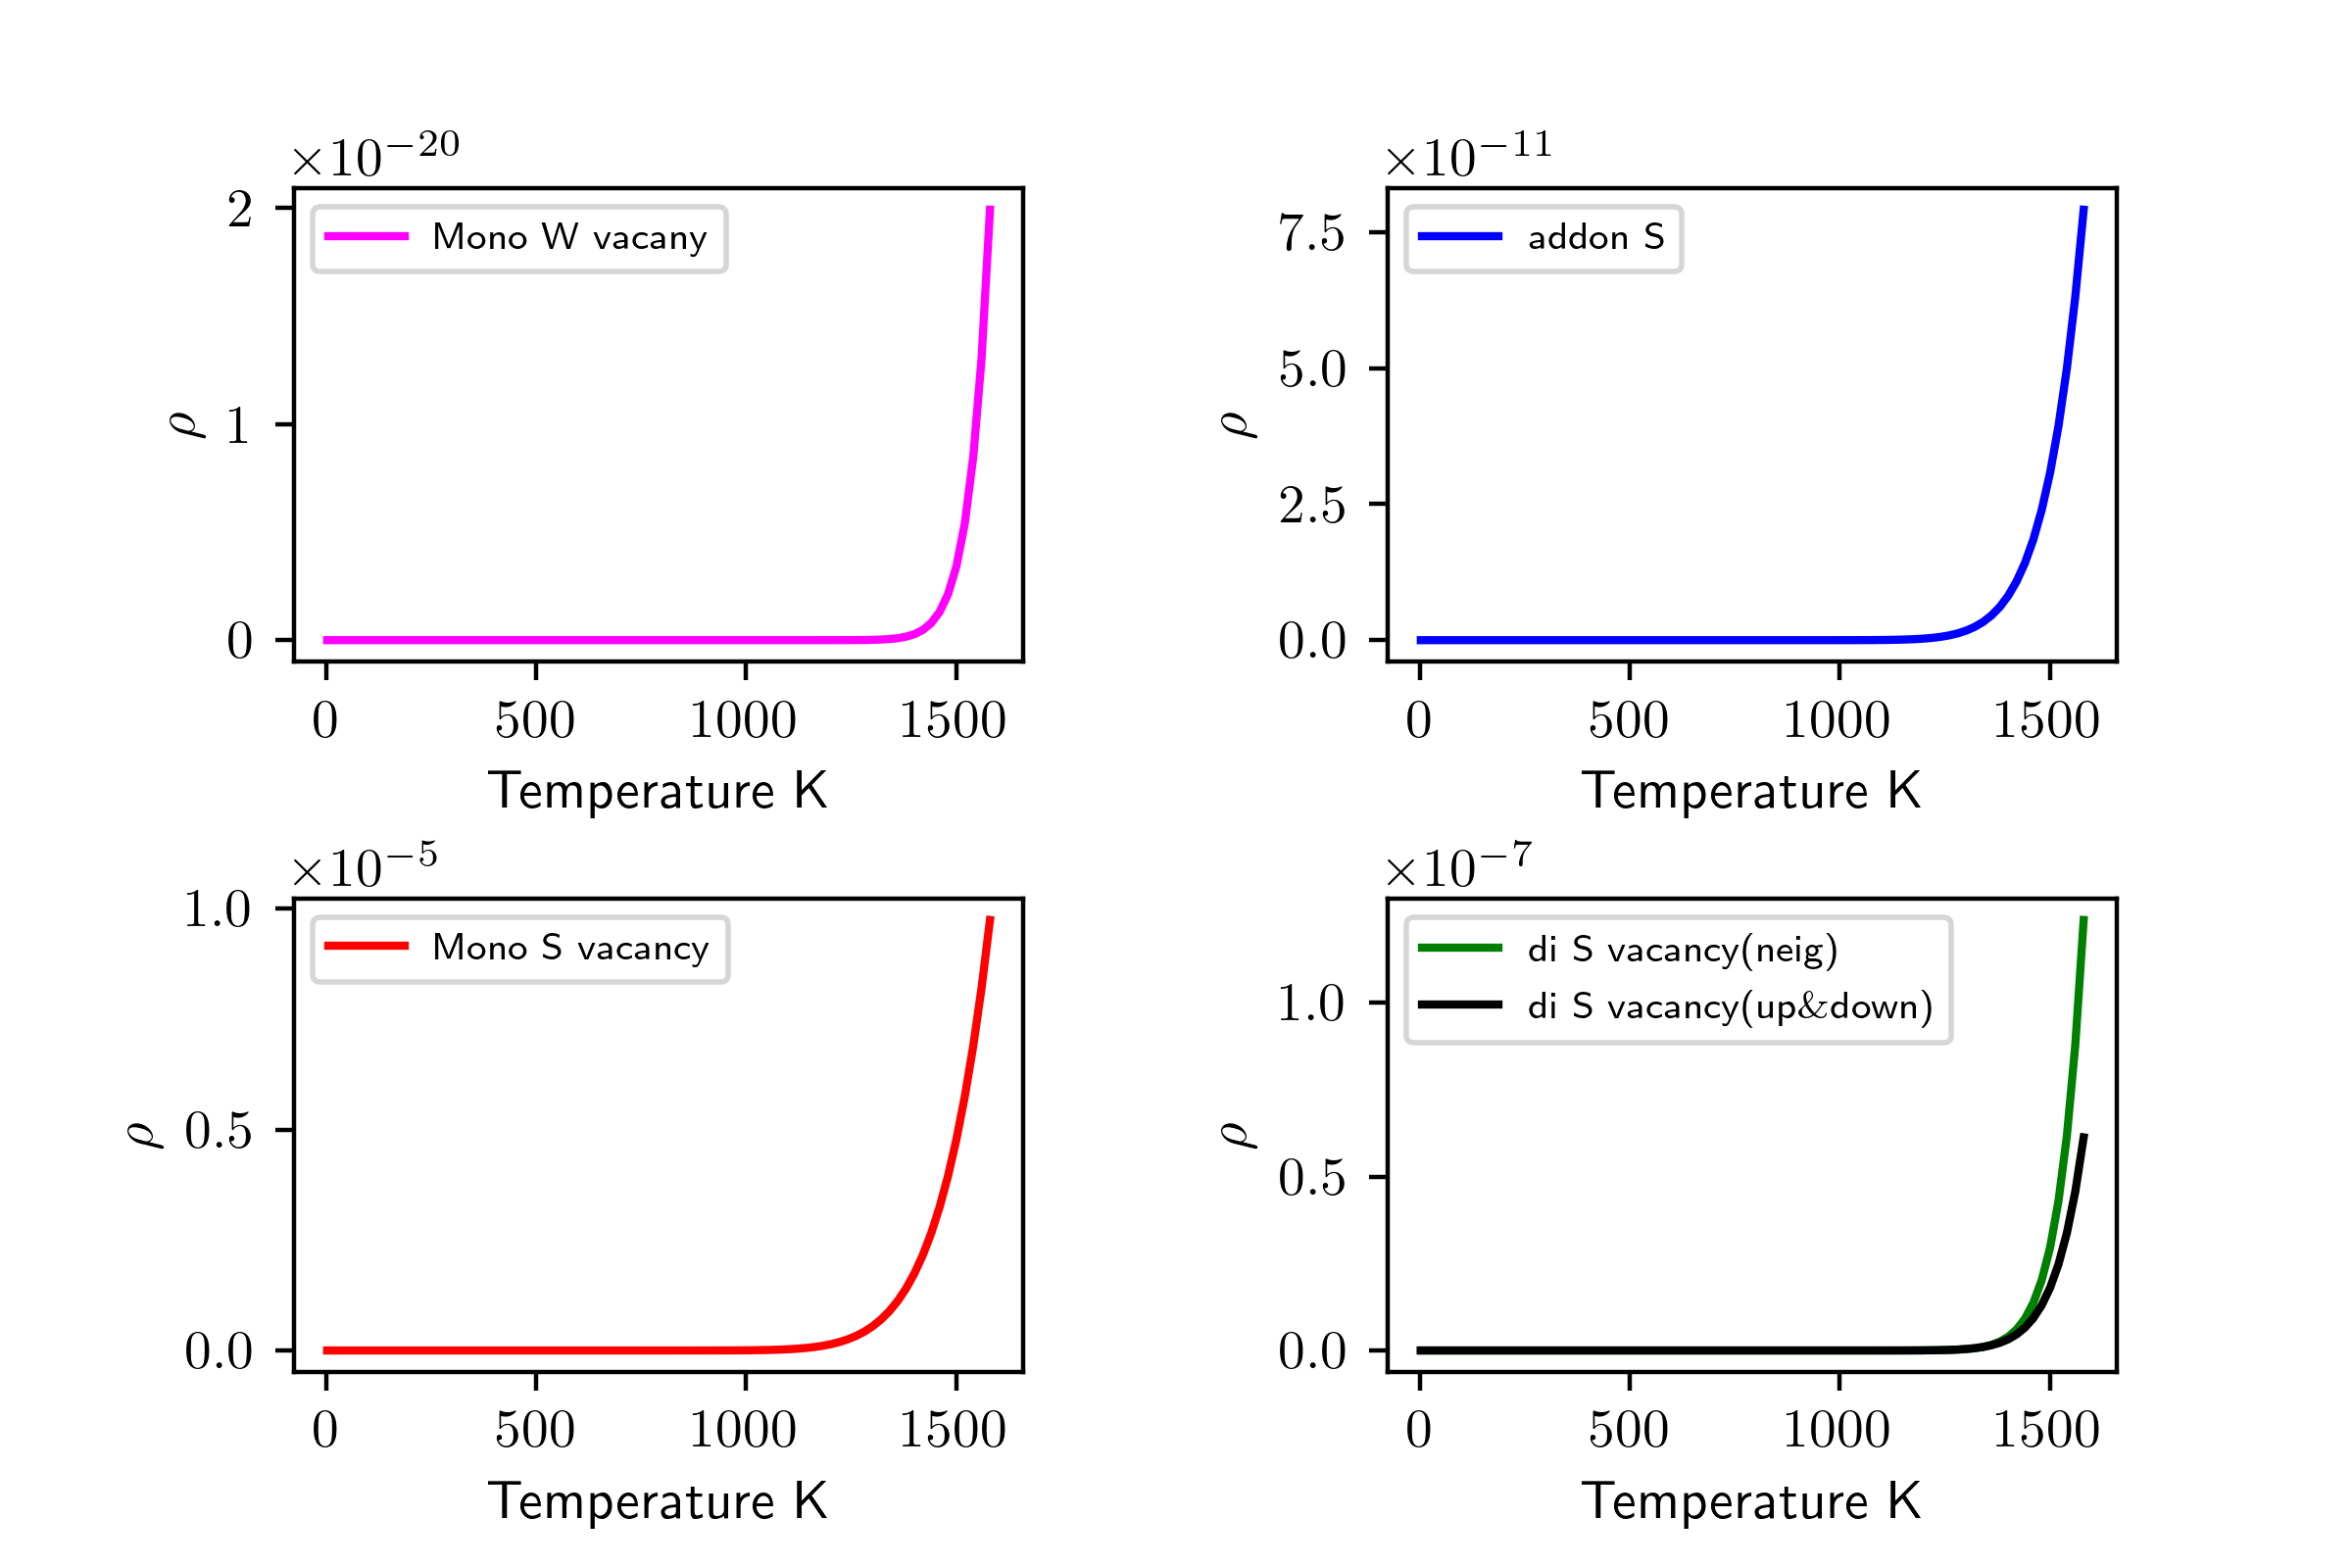 ×10⁻²⁰
2
1
0
ρ
Mono W vacany
0 500 1000 1500
Temperature K
×10⁻¹¹
7.5
5.0
2.5
0.0
ρ
addon S
0 500 1000 1500
Temperature K
×10⁻⁵
1.0
0.5
0.0
ρ
Mono S vacancy
0 500 1000 1500
Temperature K
×10⁻⁷
1.0
0.5
0.0
ρ
di S vacancy(neig)
di S vacancy(up&down)
0 500 1000 1500
Temperature K